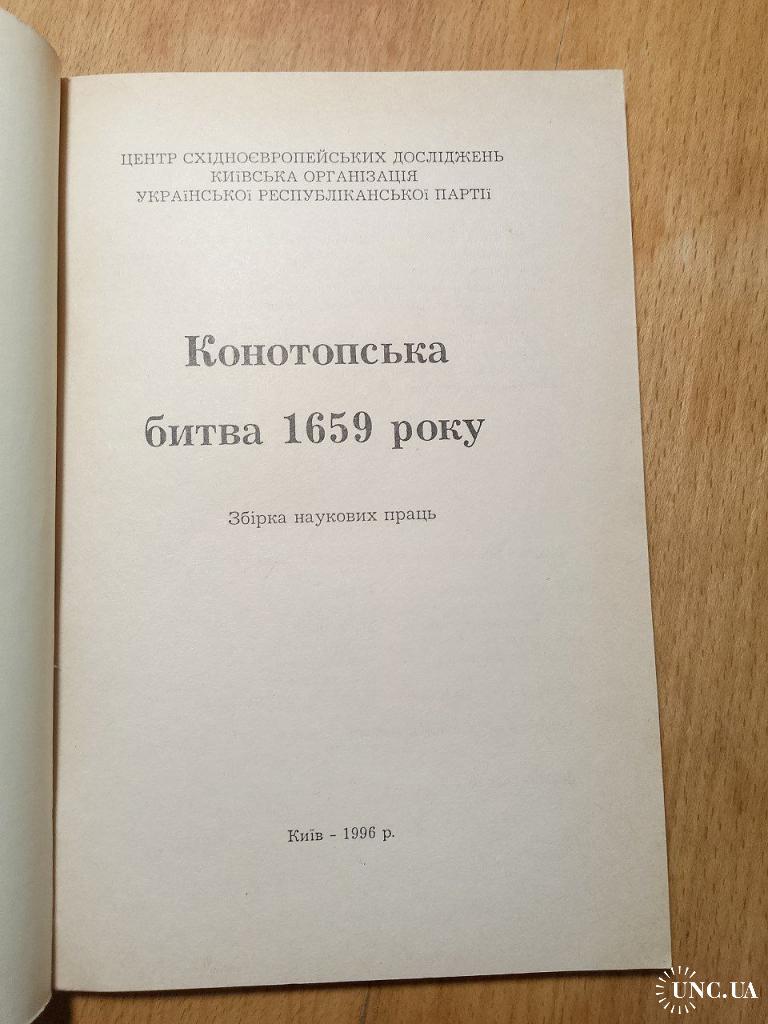 ЦЕНТР СХІДНОЄВРОПЕЙСЬКИХ ДОСЛІДЖЕНЬ
КИЇВСЬКА ОРГАНІЗАЦІЯ
УКРАЇНСЬКОЇ РЕСПУБЛІКАНСЬКОЇ ПАРТІЇ
Конотопська
битва 1659 року
Збірка наукових праць
Київ - 1996 р.
UNC.UA